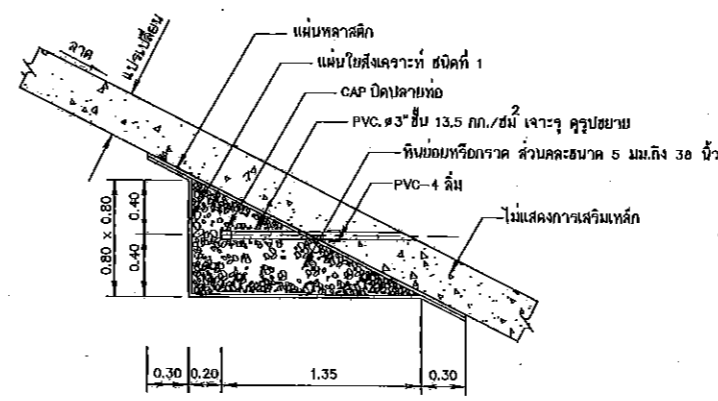 แผ่นพลาสติก
ลาด
แปรเปลี่ยน
แผ่นใยสังเคราะห์ ชนิดที่ 1
CAP ปิดปลายท่อ
PVC.ø3" ชั้น 13.5 กก./ซม² เจาะรู ดูรูปขยาย
หินย่อยหรือกรวด ส่วนคละขนาด 5 มม.ถึง 38 นิ้ว
PVC-4 ลิ้น
ไม่แสดงการเสริมเหล็ก
0.80 x 0.80
0.40
0.40
0.30 0.20 1.35 0.30